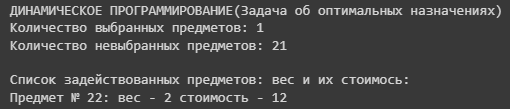 ДИНАМИЧЕСКОЕ ПРОГРАММИРОВАНИЕ(Задача об оптимальных назначениях)
Количество выбранных предметов: 1
Количество невыбранных предметов: 21
Список задействованных предметов: вес и их стоимось:
Предмет № 22: вес - 2 стоимость - 12